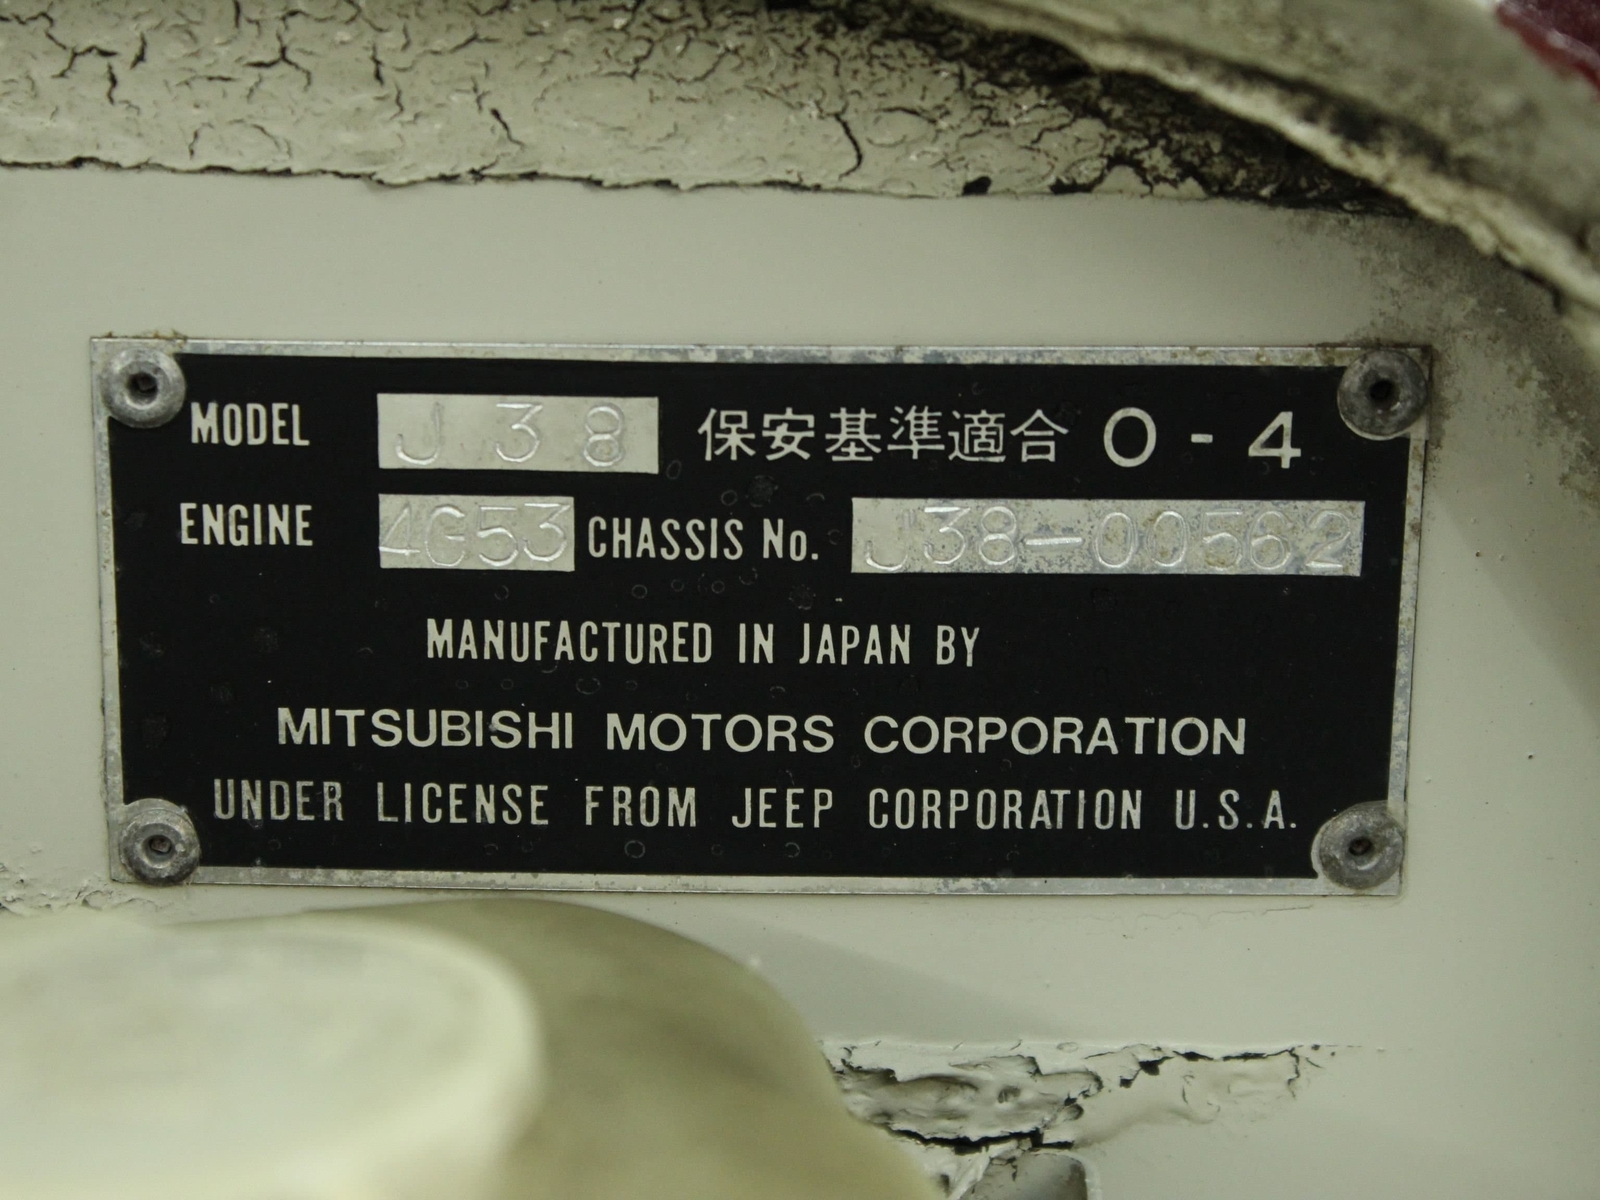 MODEL J38 保安基準適合 0-4
ENGINE 4G53 CHASSIS No. J38-00562
MANUFACTURED IN JAPAN BY
MITSUBISHI MOTORS CORPORATION
UNDER LICENSE FROM JEEP CORPORATION U.S.A.